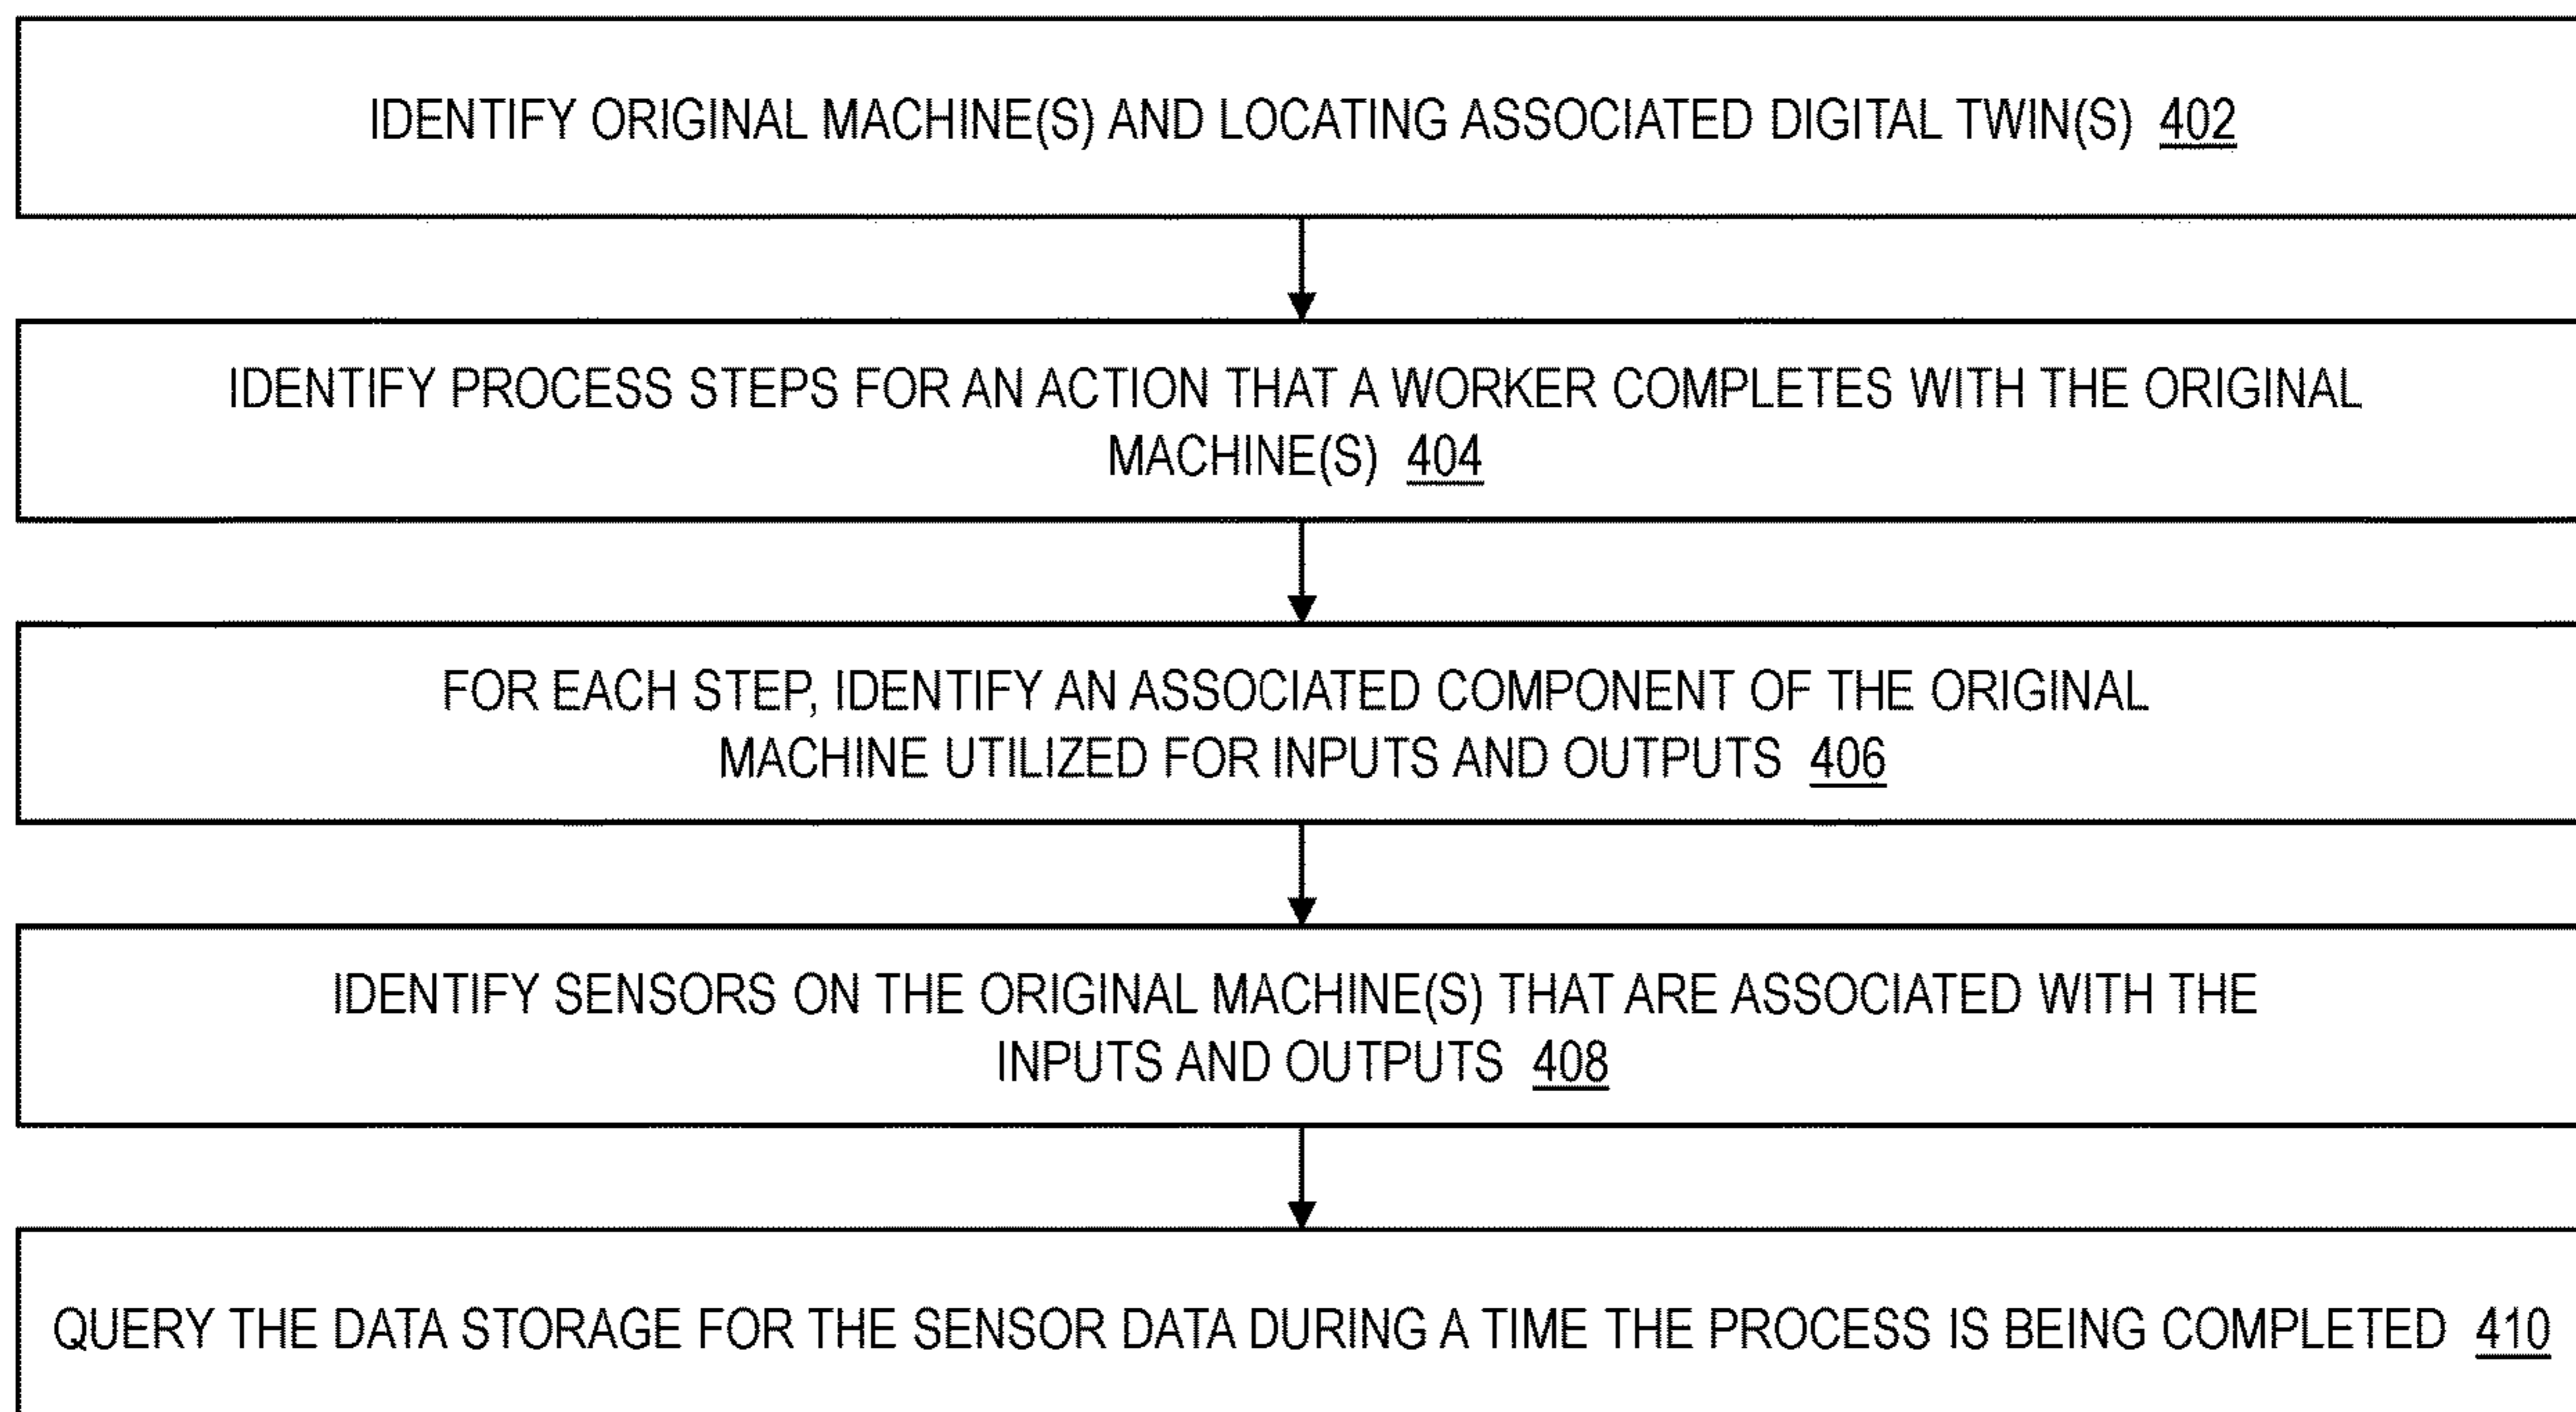 IDENTIFY ORIGINAL MACHINE(S) AND LOCATING ASSOCIATED DIGITAL TWIN(S) 402
IDENTIFY PROCESS STEPS FOR AN ACTION THAT A WORKER COMPLETES WITH THE ORIGINAL
MACHINE(S) 404
FOR EACH STEP, IDENTIFY AN ASSOCIATED COMPONENT OF THE ORIGINAL
MACHINE UTILIZED FOR INPUTS AND OUTPUTS 406
IDENTIFY SENSORS ON THE ORIGINAL MACHINE(S) THAT ARE ASSOCIATED WITH THE
INPUTS AND OUTPUTS 408
QUERY THE DATA STORAGE FOR THE SENSOR DATA DURING A TIME THE PROCESS IS BEING COMPLETED 410